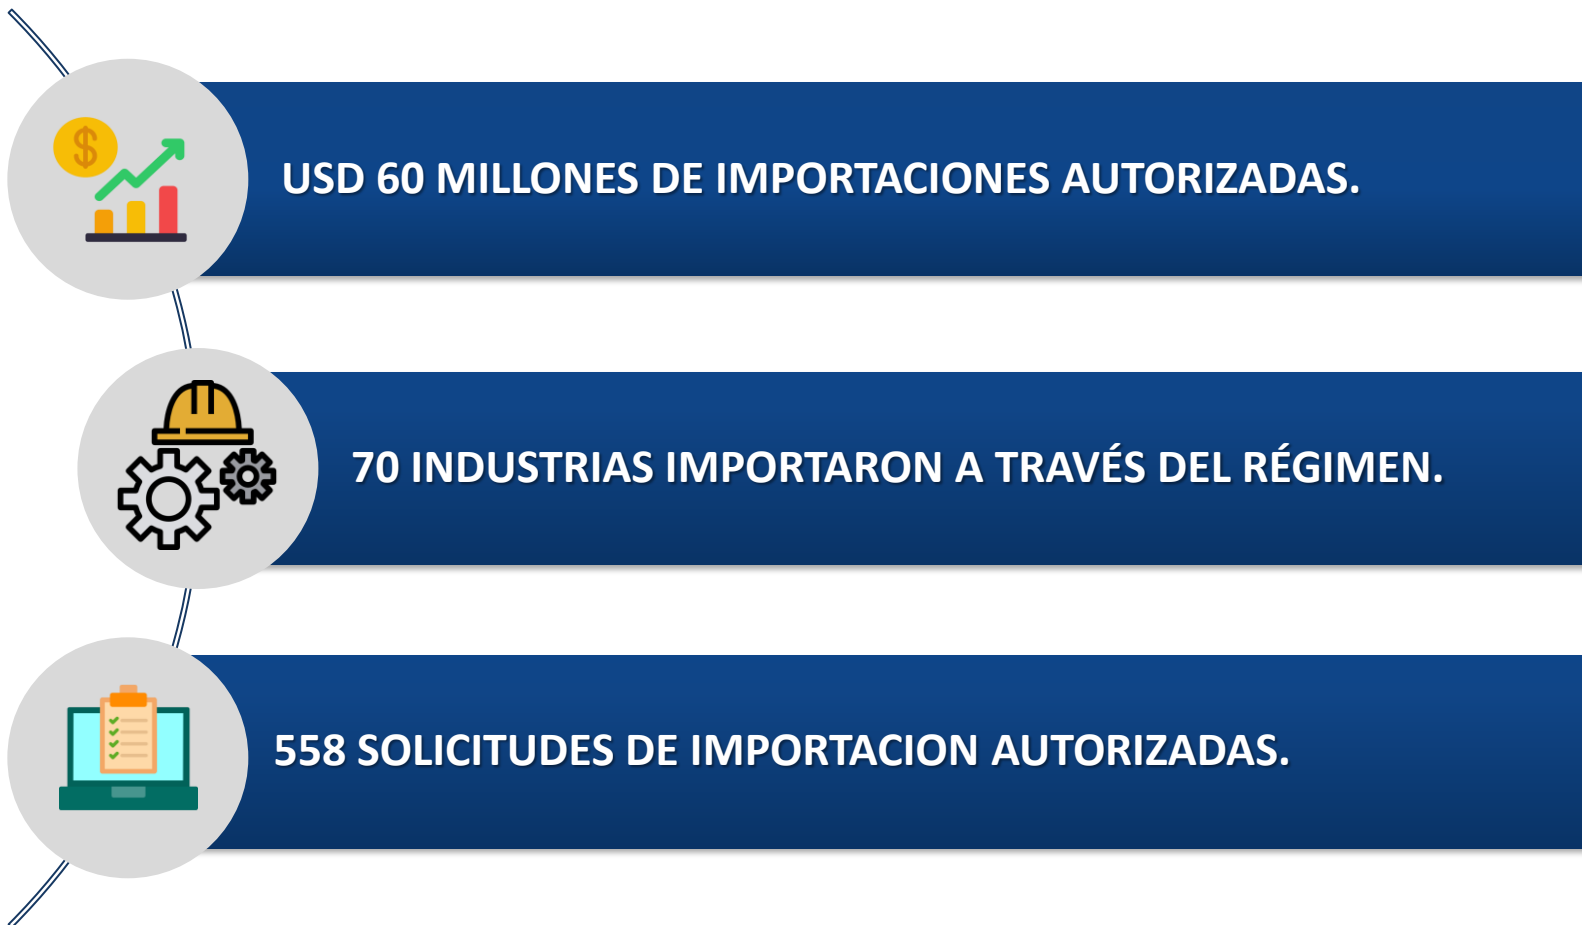 USD 60 MILLONES DE IMPORTACIONES AUTORIZADAS.
70 INDUSTRIAS IMPORTARON A TRAVÉS DEL RÉGIMEN.
558 SOLICITUDES DE IMPORTACION AUTORIZADAS.